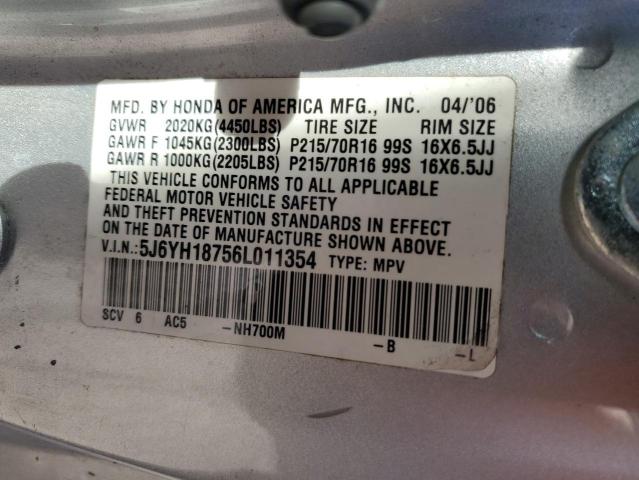 MFD. BY HONDA OF AMERICA MFG., INC. 04/'06
GVWR 2020KG(4450LBS) TIRE SIZE RIM SIZE
GAWR F 1045KG(2300LBS) P215/70R16 99S 16X6.5JJ
GAWR R 1000KG(2205LBS) P215/70R16 99S 16X6.5JJ
THIS VEHICLE CONFORMS TO ALL APPLICABLE
FEDERAL MOTOR VEHICLE SAFETY
AND THEFT PREVENTION STANDARDS IN EFFECT
ON THE DATE OF MANUFACTURE SHOWN ABOVE.
V.I.N.:5J6YH18756L011354 TYPE: MPV
SCV 6 AC5 -NH700M -B -L